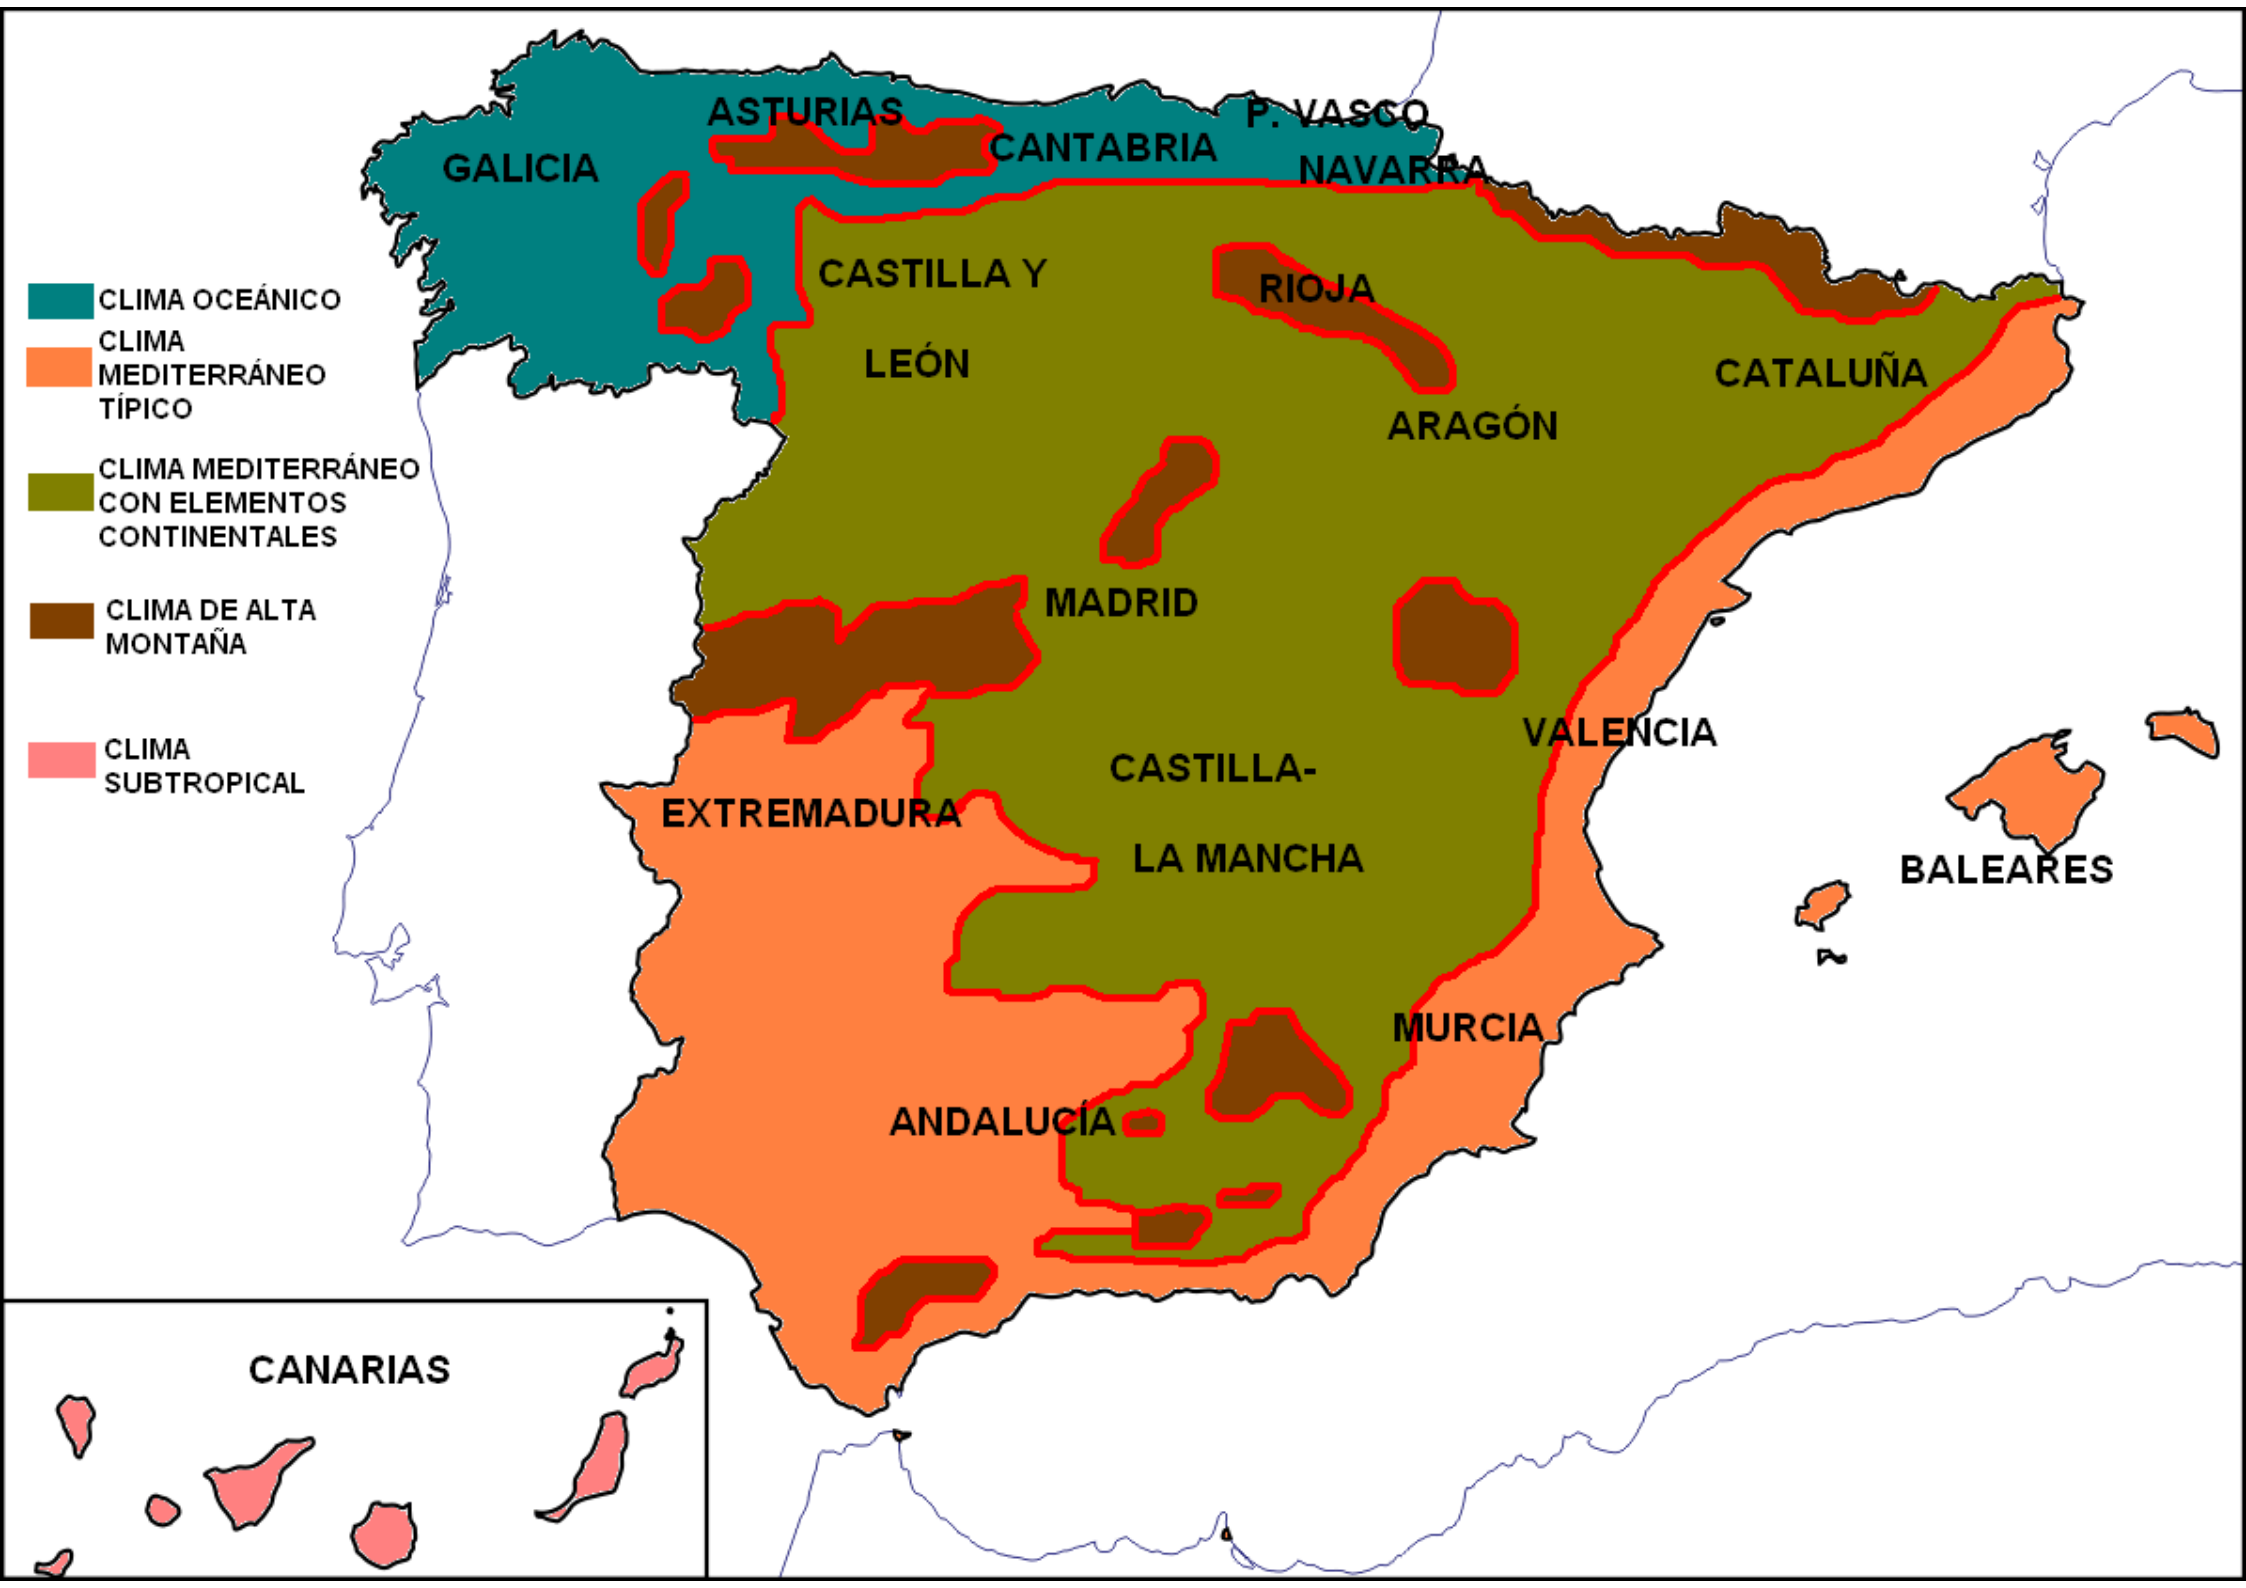 ASTURIAS
P. VASCO
CANTABRIA
GALICIA
NAVARRA
CASTILLA Y
LEÓN
RIOJA
CATALUÑA
ARAGÓN
CLIMA OCEÁNICO
CLIMA
MEDITERRÁNEO
TÍPICO
CLIMA MEDITERRÁNEO
CON ELEMENTOS
CONTINENTALES
CLIMA DE ALTA
MONTAÑA
CLIMA
SUBTROPICAL
MADRID
VALENCIA
CASTILLA-
LA MANCHA
EXTREMADURA
BALEARES
MURCIA
ANDALUCÍA
CANARIAS